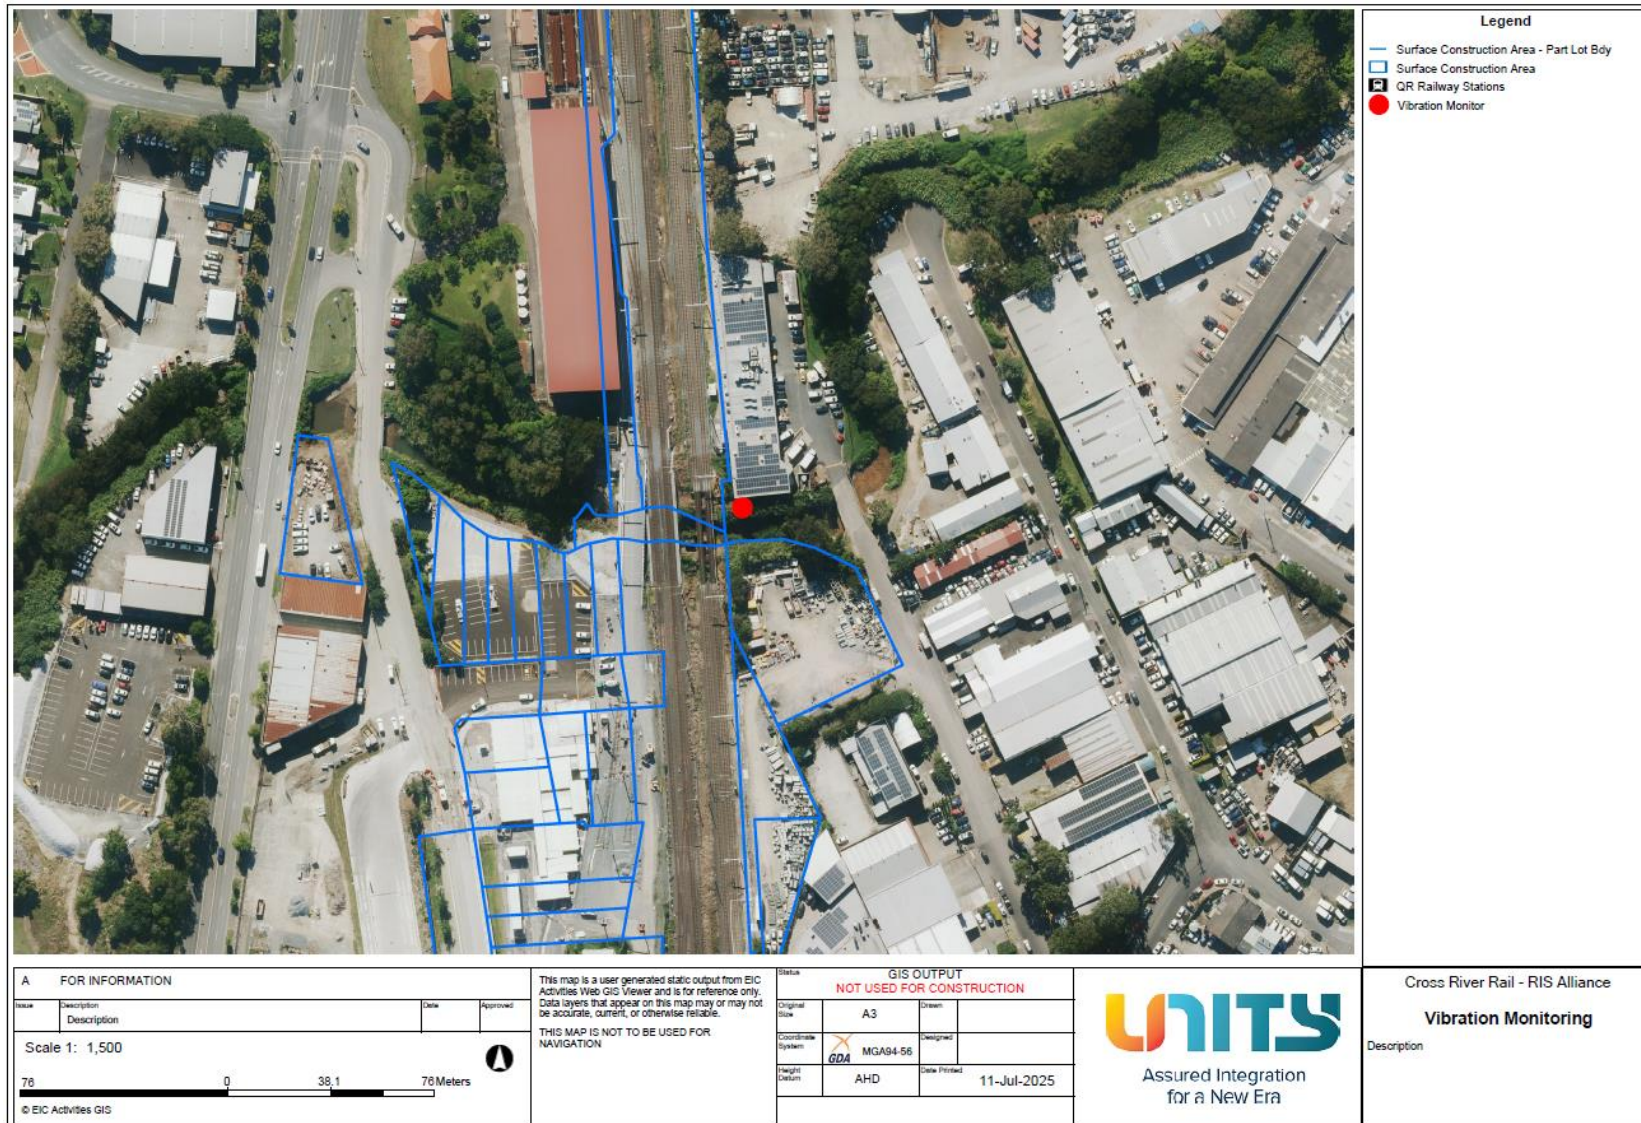 Legend
Surface Construction Area - Part Lot Bdy
Surface Construction Area
QR Railway Stations
Vibration Monitor
A FOR INFORMATION
Issue Description Date Approved
Description
Scale 1: 1,500
76 0 38.1 76 Meters
© EIC Activities GIS
This map is a user generated static output from EIC
Activities Web GIS Viewer and is for reference only.
Data layers that appear on this map may or may not
be accurate, current, or otherwise reliable.
THIS MAP IS NOT TO BE USED FOR
NAVIGATION
Status GIS OUTPUT
NOT USED FOR CONSTRUCTION
Original
Size A3 Drawn
Coordinate
System GDA MGA94-56 Designed
Height
Datum AHD Date Printed 11-Jul-2025
UNITY
Assured Integration
for a New Era
Cross River Rail - RIS Alliance
Vibration Monitoring
Description